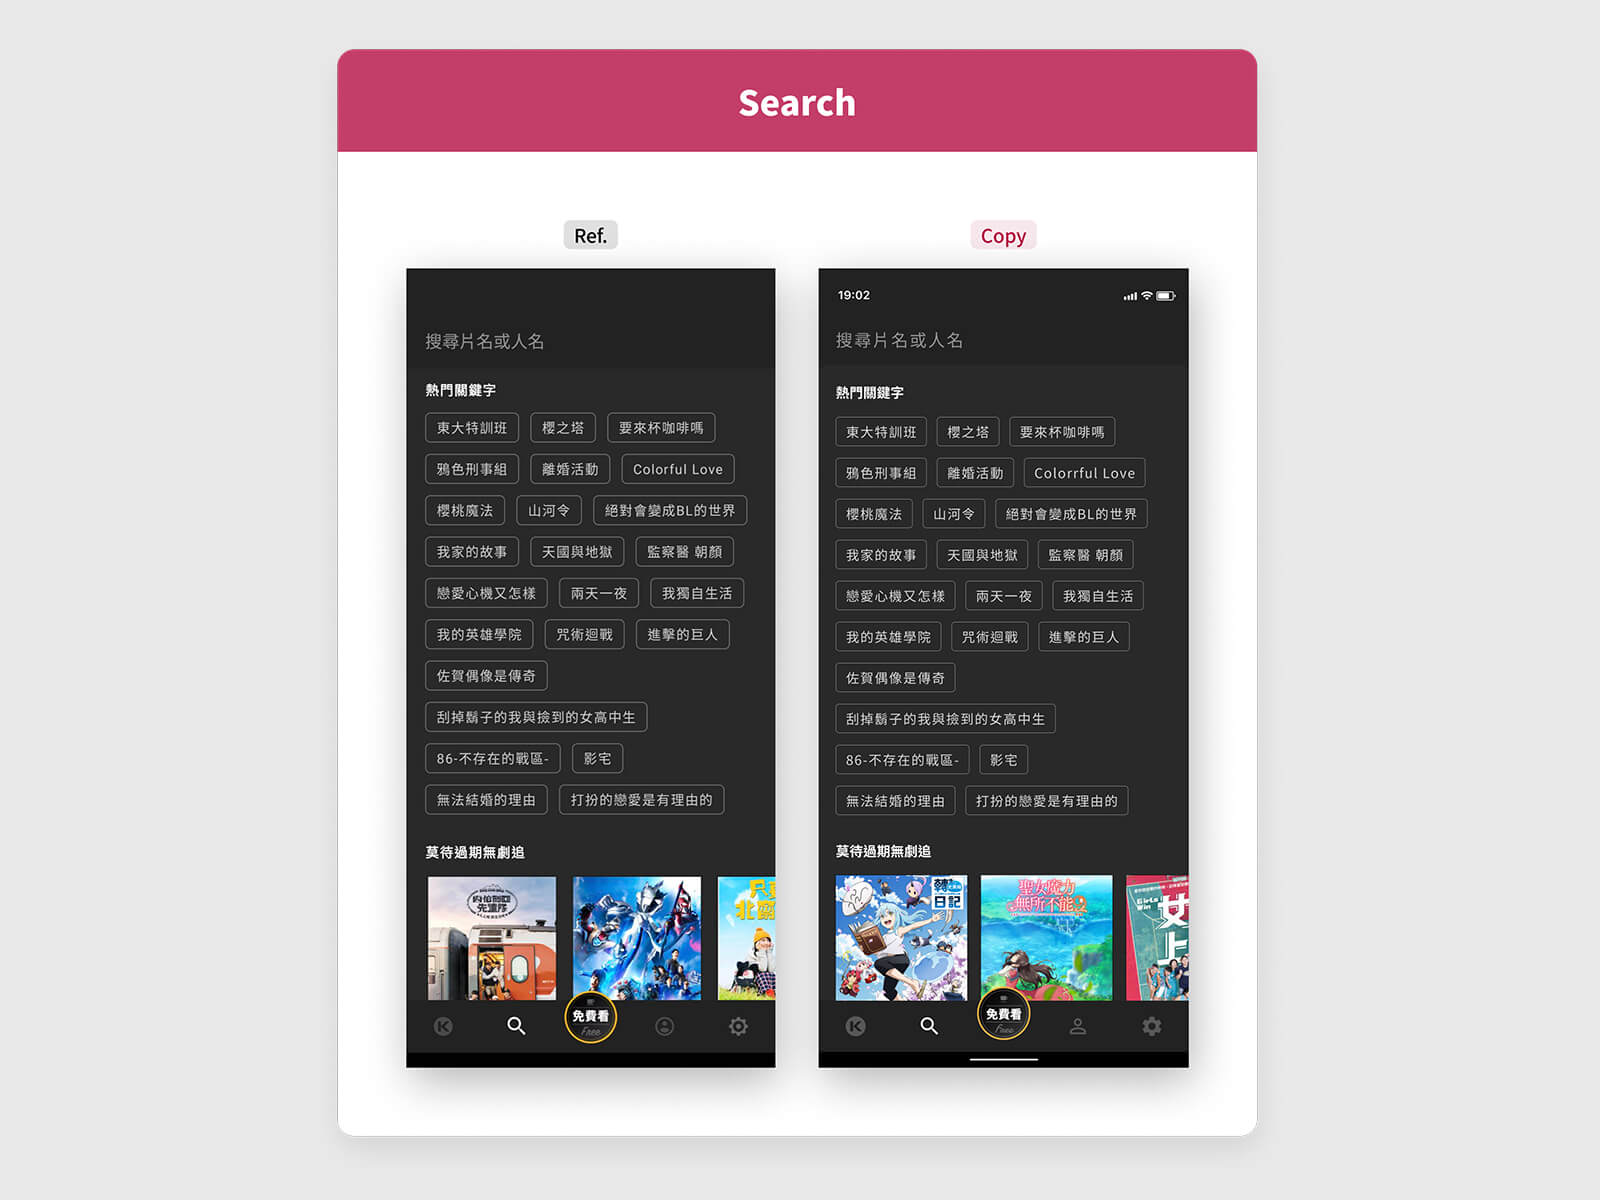 Search
Ref.
搜尋片名或人名
熱門關鍵字
東大特訓班 櫻之塔 要來杯咖啡嗎
鴉色刑事組 離婚活動 Colorful Love
櫻桃魔法 山河令 絕對會變成BL的世界
我家的故事 天國與地獄 監察醫 朝顏
戀愛心機又怎樣 兩天一夜 我獨自生活
我的英雄學院 咒術迴戰 進擊的巨人
佐賀偶像是傳奇
刮掉鬍子的我與撿到的女高中生
86-不存在的戰區- 影宅
無法結婚的理由 打扮的戀愛是有理由的
莫待過期無劇追
免費看
Free
Copy
19:02
搜尋片名或人名
熱門關鍵字
東大特訓班 櫻之塔 要來杯咖啡嗎
鴉色刑事組 離婚活動 Colorrful Love
櫻桃魔法 山河令 絕對會變成BL的世界
我家的故事 天國與地獄 監察醫 朝顏
戀愛心機又怎樣 兩天一夜 我獨自生活
我的英雄學院 咒術迴戰 進擊的巨人
佐賀偶像是傳奇
刮掉鬍子的我與撿到的女高中生
86-不存在的戰區- 影宅
無法結婚的理由 打扮的戀愛是有理由的
莫待過期無劇追
日記
聖女魔力
無所不能
免費看
Free